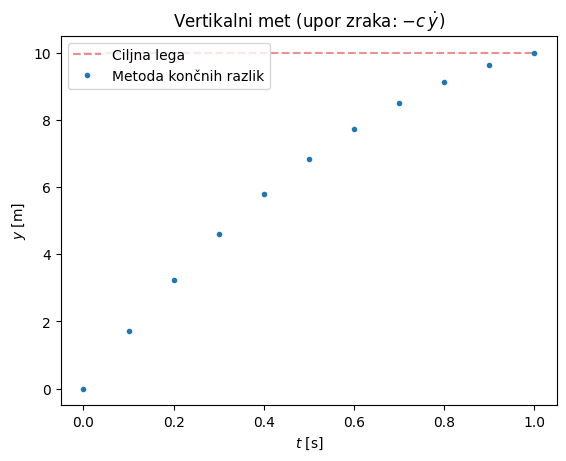 Vertikalni met (upor zraka: −c ẏ)
Ciljna lega
Metoda končnih razlik
y [m]
10
8
6
4
2
0
0.0 0.2 0.4 0.6 0.8 1.0
t [s]